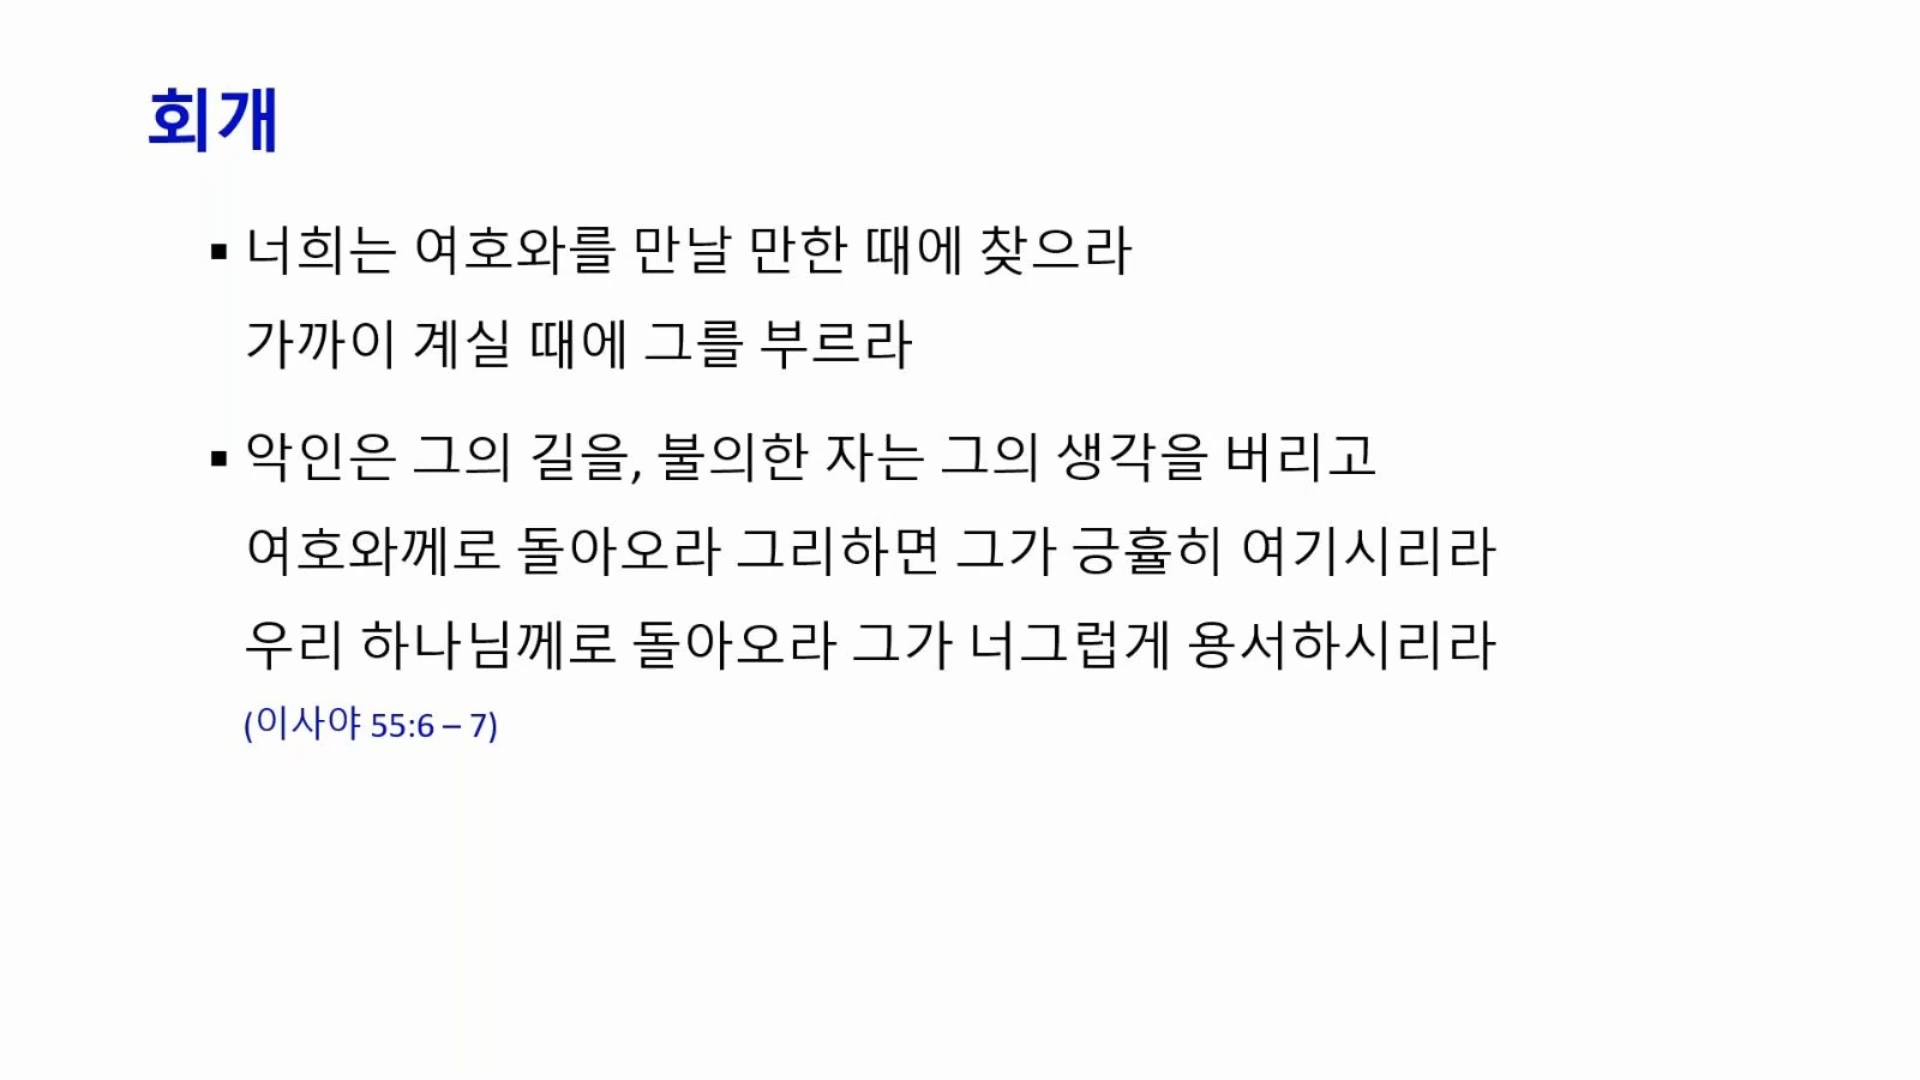 회개
▪ 너희는 여호와를 만날 만한 때에 찾으라
가까이 계실 때에 그를 부르라
▪ 악인은 그의 길을, 불의한 자는 그의 생각을 버리고
여호와께로 돌아오라 그리하면 그가 긍휼히 여기시리라
우리 하나님께로 돌아오라 그가 너그럽게 용서하시리라
(이사야 55:6 – 7)